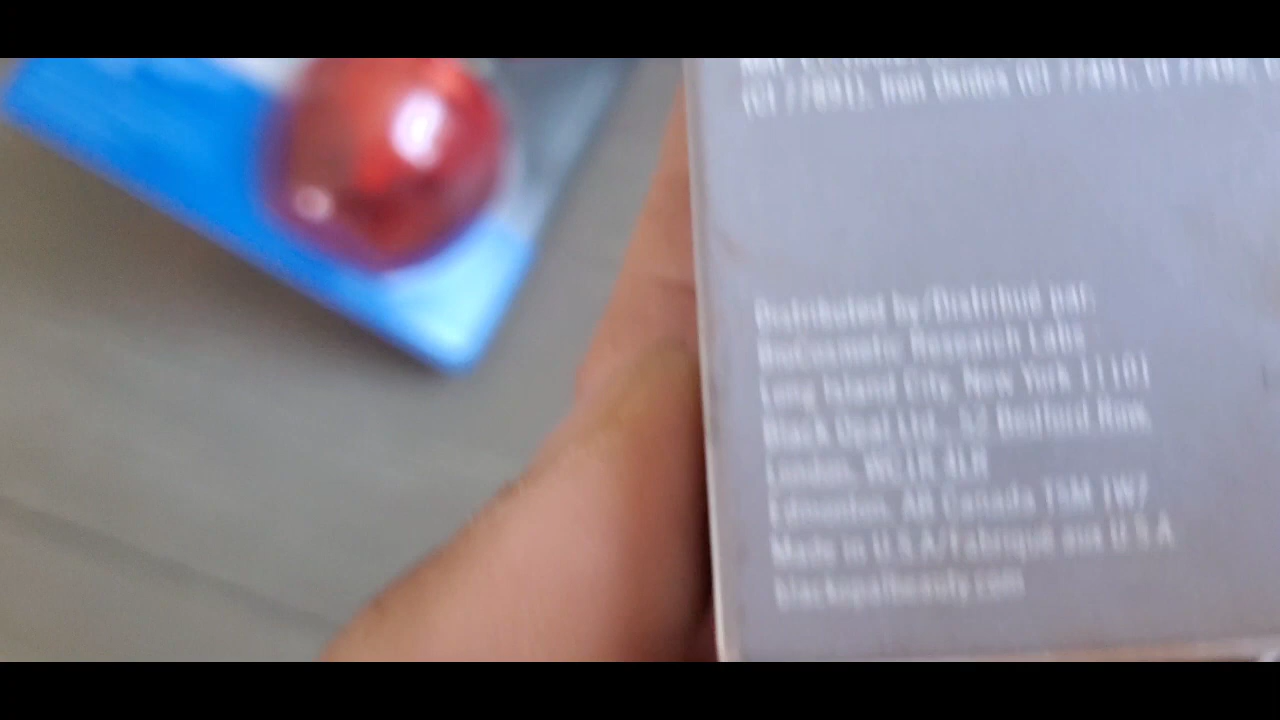 (CI 77891), Iron Oxides (CI 77491, CI 77492,
Distributed by/Distribué par:
BioCosmetic Research Labs
Long Island City, New York 11101
Black Opal Ltd., Bedford Row,
London, WC1R 4LR
Edmonton, AB Canada T5M 1W7
Made in U.S.A/Fabriqué aux U.S.A
blackopalbeauty.com